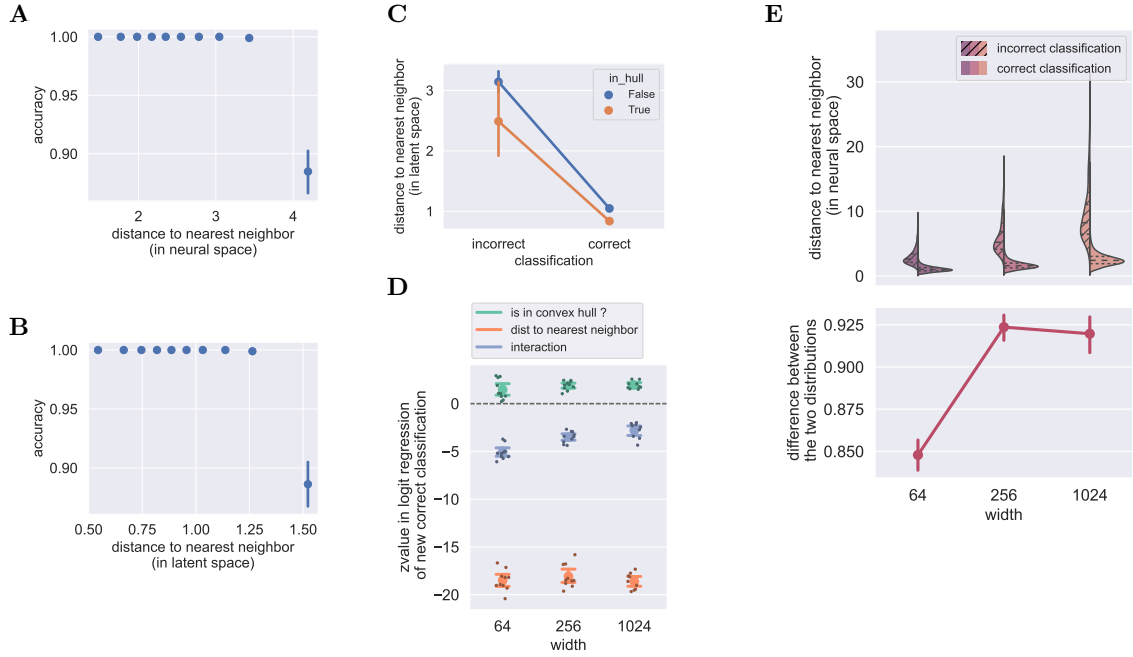 A
1.00
0.95
0.90
accuracy
2
3
4
distance to nearest neighbor
(in neural space)
B
1.00
0.95
0.90
accuracy
0.50
0.75
1.00
1.25
1.50
distance to nearest neighbor
(in latent space)
C
distance to nearest neighbor
(in latent space)
3
2
1
in_hull
False
True
incorrect
correct
classification
D
is in convex hull ?
dist to nearest neighbor
interaction
zvalue in logit regression
of new correct classification
0
−5
−10
−15
−20
64
256
1024
width
E
incorrect classification
correct classification
distance to nearest neighbor
(in neural space)
30
20
10
0
difference between
the two distributions
0.925
0.900
0.875
0.850
64
256
1024
width